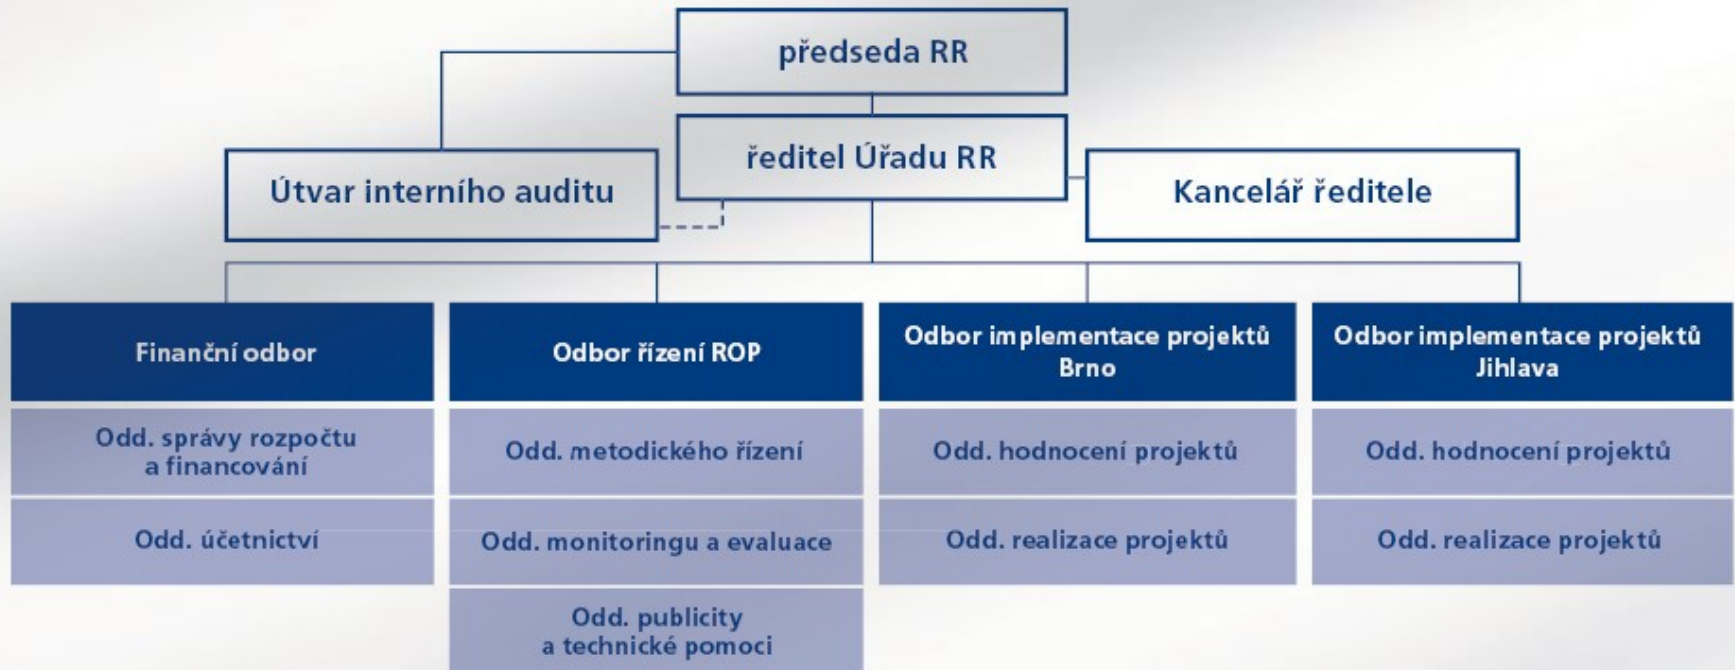 předseda RR
ředitel Úřadu RR
Útvar interního auditu
Kancelář ředitele
Finanční odbor
Odbor řízení ROP
Odbor implementace projektů
Brno
Odbor implementace projektů
Jihlava
Odd. správy rozpočtu
a financování
Odd. metodického řízení
Odd. hodnocení projektů
Odd. hodnocení projektů
Odd. účetnictví
Odd. monitoringu a evaluace
Odd. realizace projektů
Odd. realizace projektů
Odd. publicity
a technické pomoci